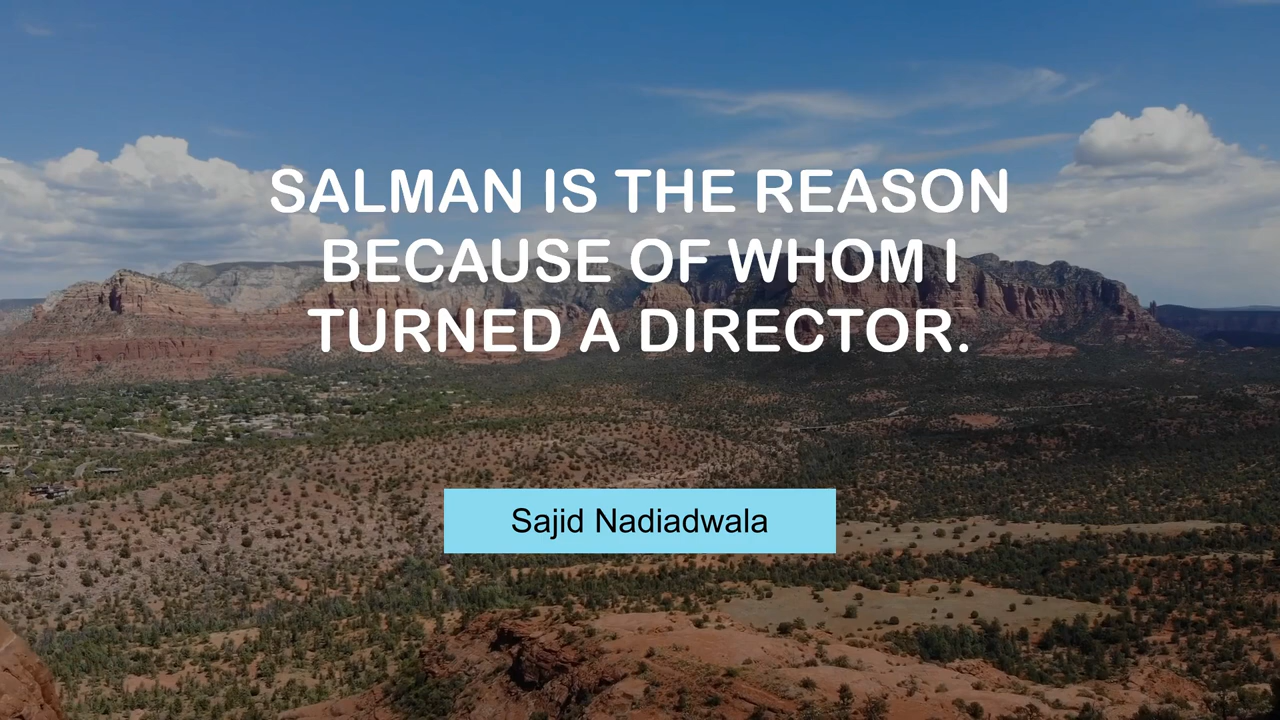 SALMAN IS THE REASON
BECAUSE OF WHOM I
TURNED A DIRECTOR.
Sajid Nadiadwala